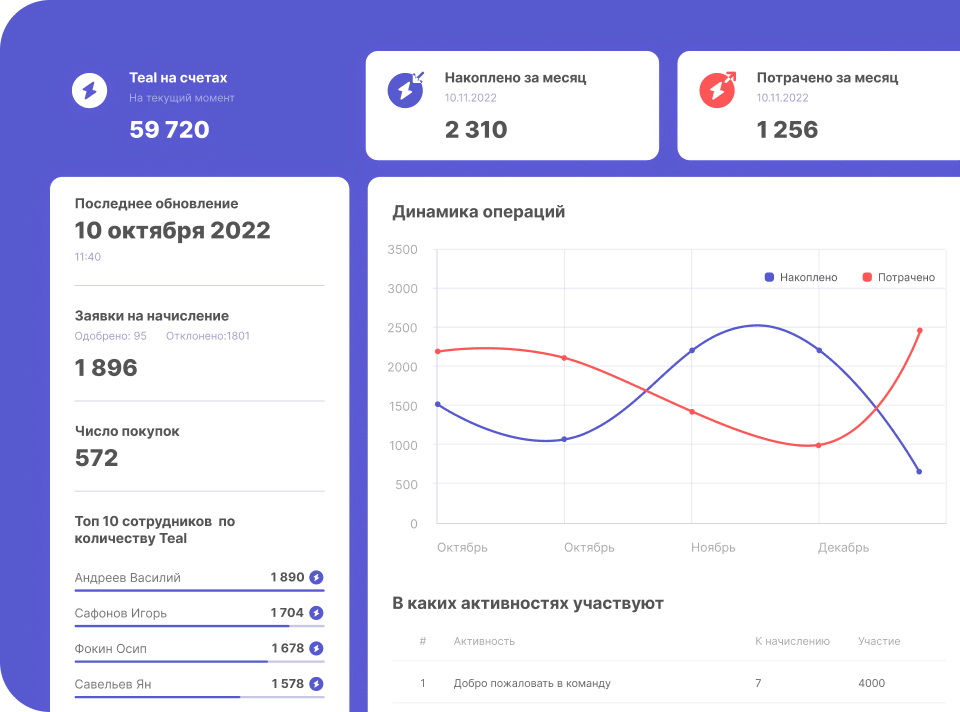 Teal на счетах
На текущий момент
59 720
Накоплено за месяц
10.11.2022
2 310
Потрачено за месяц
10.11.2022
1 256
Последнее обновление
10 октября 2022
11:40
Заявки на начисление
Одобрено: 95 Отклонено:1801
1 896
Число покупок
572
Топ 10 сотрудников по
количеству Teal
Андреев Василий 1 890
Сафонов Игорь 1 704
Фокин Осип 1 678
Савельев Ян 1 578
Динамика операций
3500
3000
2500
2000
1500
1000
500
0
Накоплено Потрачено
Октябрь Октябрь Ноябрь Декабрь
В каких активностях участвуют
# Активность К начислению Участие
1 Добро пожаловать в команду 7 4000